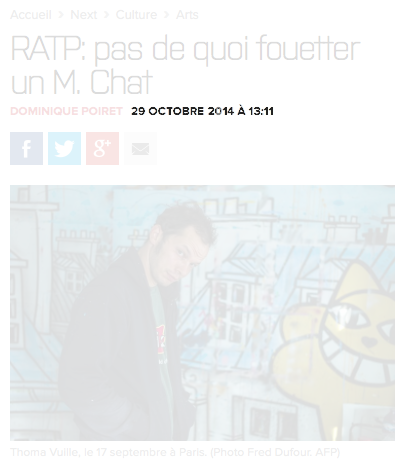 Accueil > Next > Culture > Arts
RATP: pas de quoi fouetter
un M. Chat
DOMINIQUE POIRET 29 OCTOBRE 2014 À 13:11
f g+
Thoma Vuille, le 17 septembre à Paris. (Photo Fred Dufour. AFP)